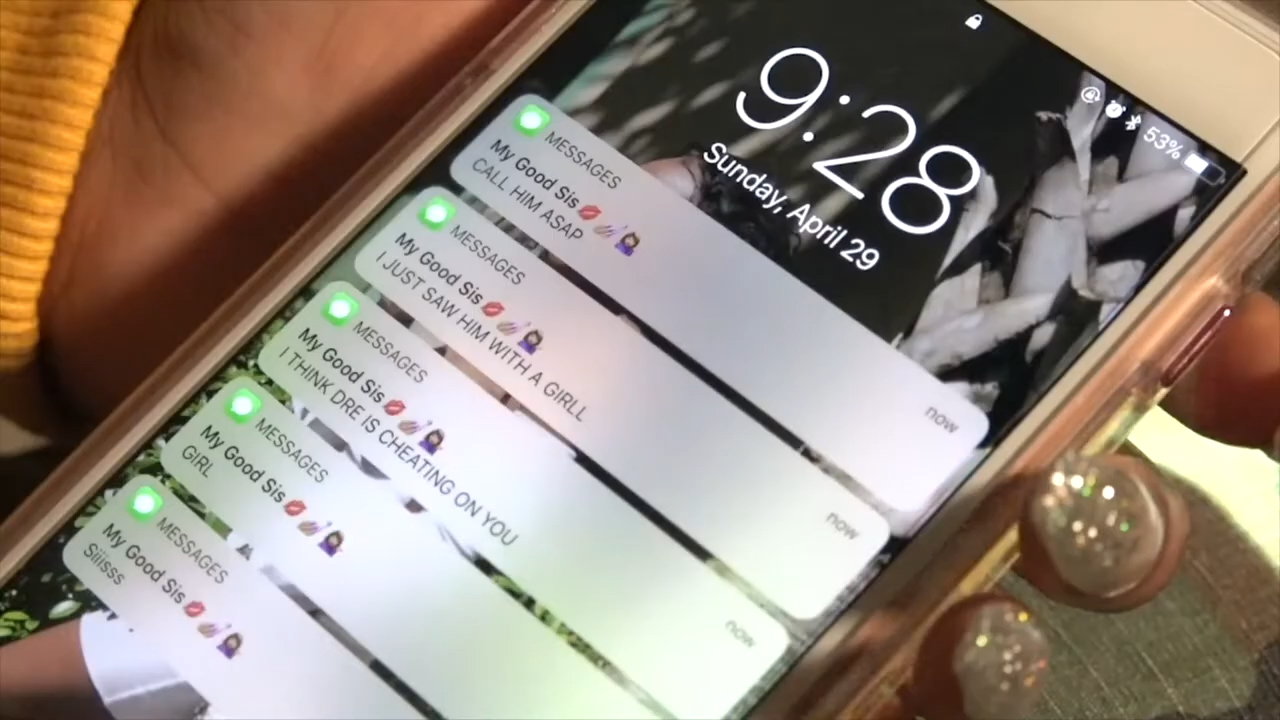 53%
9:28
Sunday, April 29
MESSAGES
now
My Good Sis💋💅🏽🤷🏽‍♀️
CALL HIM ASAP
MESSAGES
now
My Good Sis💋💅🏽🤷🏽‍♀️
I JUST SAW HIM WITH A GIRLL
MESSAGES
now
My Good Sis💋💅🏽🤷🏽‍♀️
I THINK DRE IS CHEATING ON YOU
MESSAGES
My Good Sis💋💅🏽🤷🏽‍♀️
GIRL
MESSAGES
My Good Sis💋💅🏽🤷🏽‍♀️
Siiisss